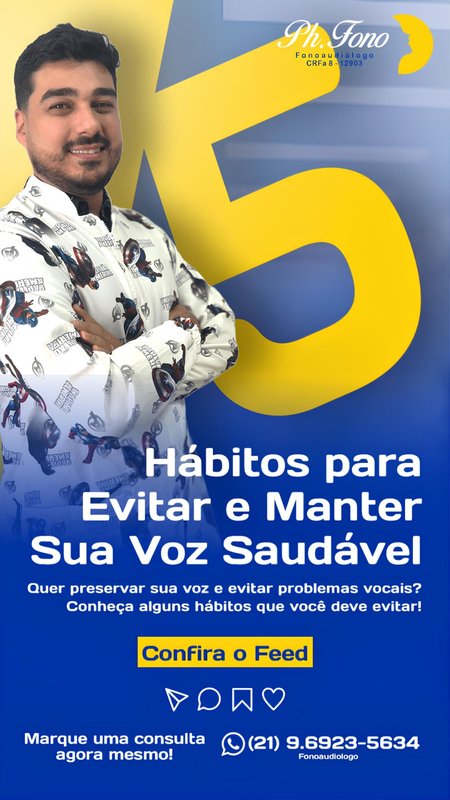 Ph.Fono
Fonoaudiólogo
CRFa 8 - 12903
5
Hábitos para
Evitar e Manter
Sua Voz Saudável
Quer preservar sua voz e evitar problemas vocais?
Conheça alguns hábitos que você deve evitar!
Confira o Feed
Marque uma consulta
agora mesmo!
(21) 9.6923-5634
Fonoaudiologo